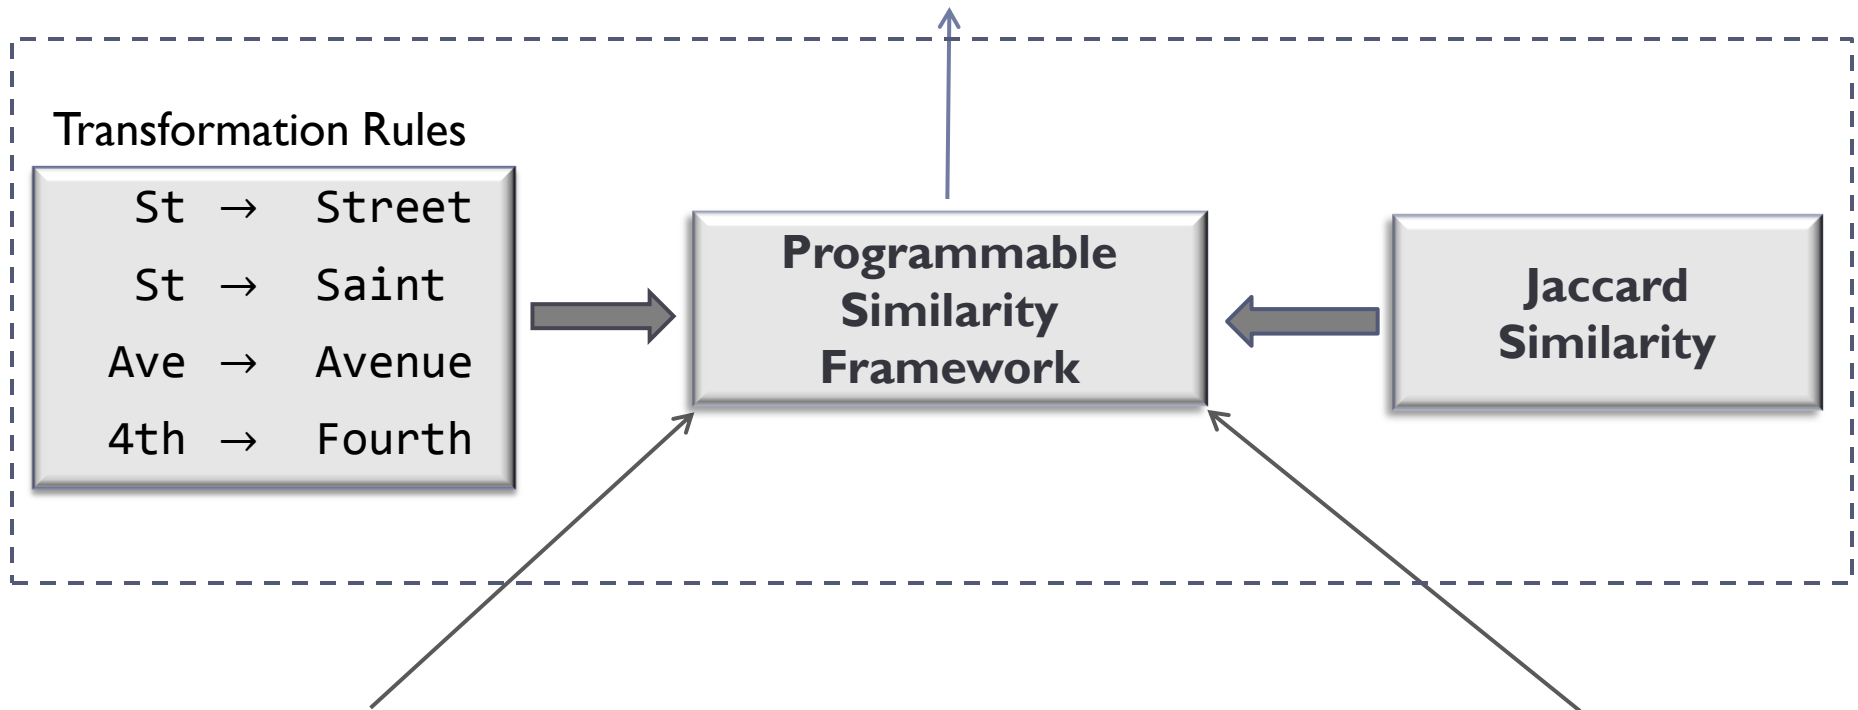 Transformation Rules
St → Street
St → Saint
Ave → Avenue
4th → Fourth
Programmable
Similarity
Framework
Jaccard
Similarity